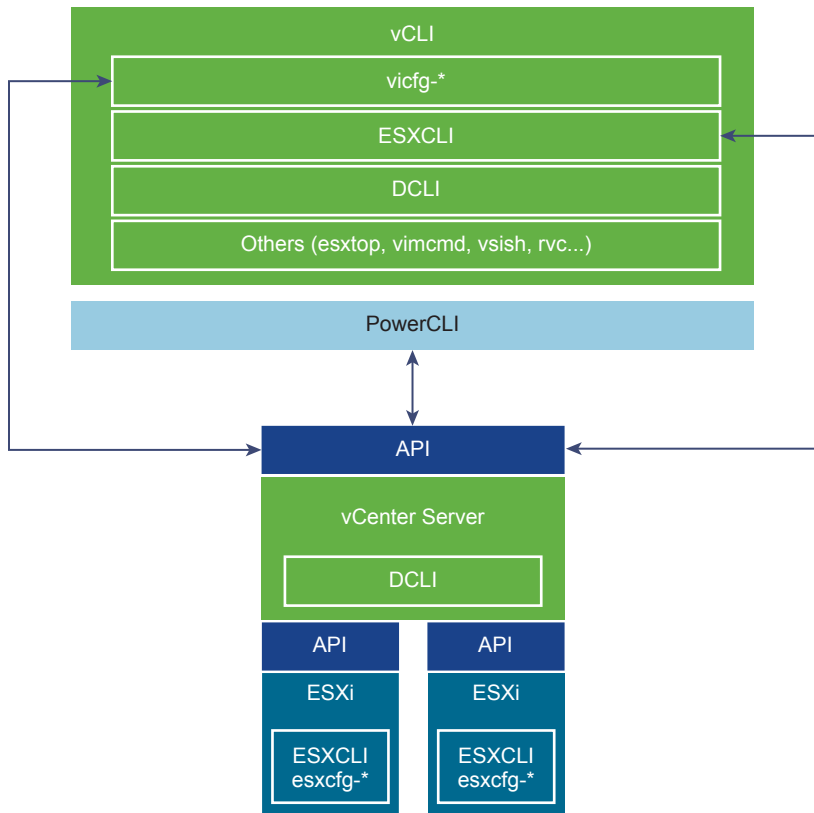 vCLI
vicfg-*
ESXCLI
DCLI
Others (esxtop, vimcmd, vsish, rvc...)
PowerCLI
API
vCenter Server
DCLI
API
API
ESXi
ESXi
ESXCLI
esxcfg-*
ESXCLI
esxcfg-*